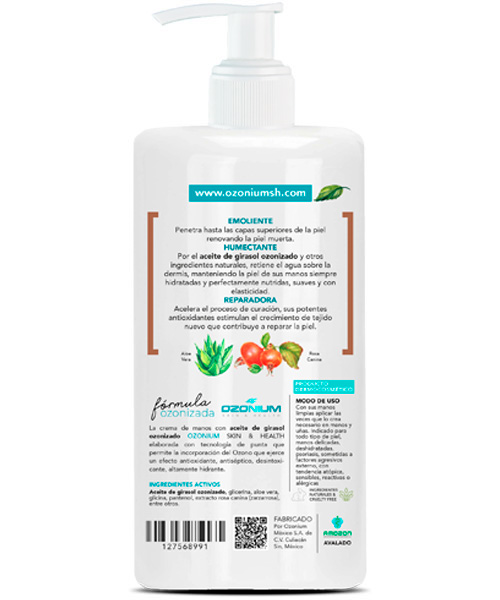 www.ozoniumsh.com
EMOLIENTE
Penetra hasta las capas superiores de la piel
renovando la piel muerta.
HUMECTANTE
Por el aceite de girasol ozonizado y otros
ingredientes naturales, retiene el agua sobre la
dermis, manteniendo la piel de sus manos siempre
hidratadas y perfectamente nutridas, suaves y con
elasticidad.
REPARADORA
Acelera el proceso de curación, sus potentes
antioxidantes estimulan el crecimiento de tejido
nuevo que contribuye a reparar la piel.
Aloe
Vera
Rosa
Canina
fórmula
ozonizada
OZONIUM
SKIN & HEALTH
La crema de manos con aceite de girasol
ozonizado OZONIUM SKIN & HEALTH
elaborada con tecnología de punta que
permite la incorporación del Ozono que ejerce
un efecto antioxidante, antiséptico, desintoxi-
cante, altamente hidratante.
INGREDIENTES ACTIVOS
Aceite de girasol ozonizado, glicerina, aloe vera,
glicina, pantenol, extracto rosa canina (zarzarrosa),
entre otros.
PRODUCTO
DERMOCOSMÉTICO
MODO DE USO
Con sus manos
limpias aplicar las
veces que lo crea
necesario en manos y
uñas. Indicado para
todo tipo de piel,
manos delicadas,
deshidratadas,
psoriasis, sometidas a
factores agresivos
externo, con
tendencia atópica,
sensibles, reactivas o
alérgicas
INGREDIENTES
NATURALES &
CRUELTY FREE
127568991
FABRICADO
Por Ozonium
México S.A. de
C.V. Culiacán
Sin, México
AVALADO